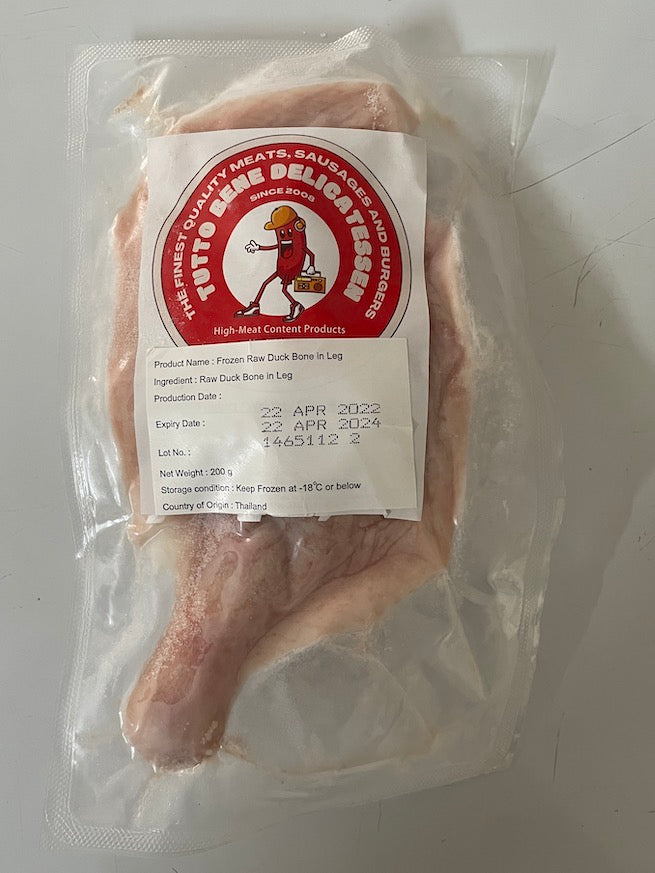 THE FINEST QUALITY MEATS, SAUSAGES AND BURGERS
TUTTO BENE DELICATESSEN
SINCE 2008
High-Meat Content Products
Product Name : Frozen Raw Duck Bone in Leg
Ingredient : Raw Duck Bone in Leg
Production Date :
22 APR 2022
Expiry Date :
22 APR 2024
1465112 2
Lot No. :
Net Weight : 200 g
Storage condition : Keep Frozen at -18°C or below
Country of Origin : Thailand